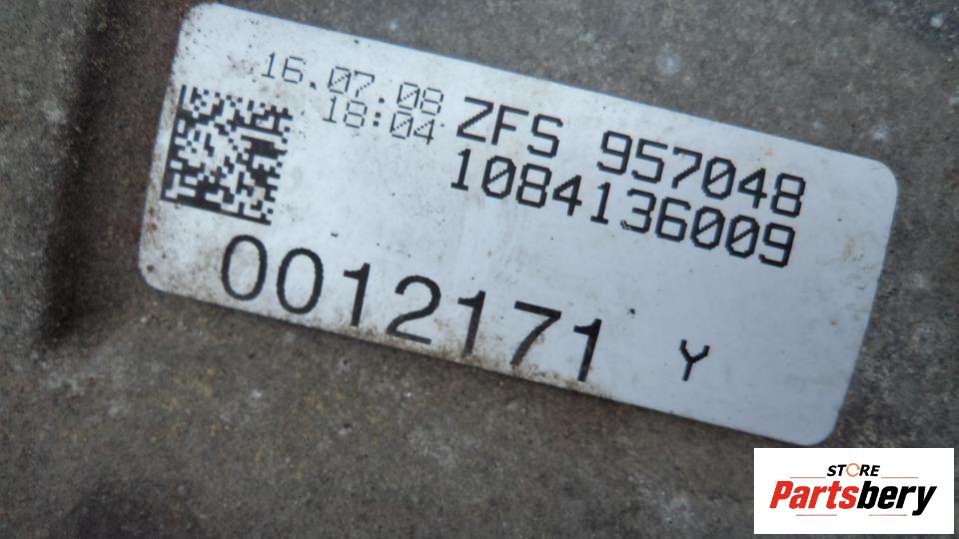 16.07.08
18:04
ZFS 957048
1084136009
0012171 Y
STORE
Partsbery